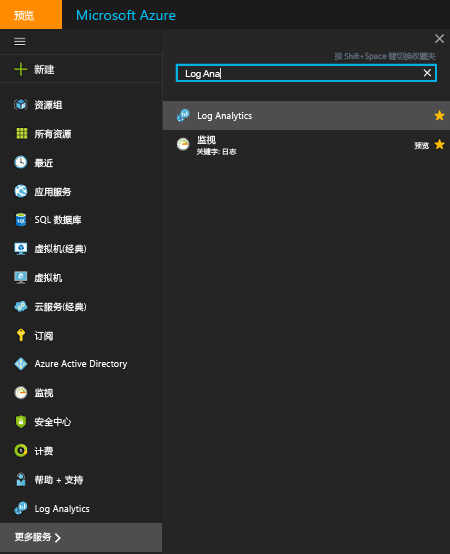 预览
Microsoft Azure
新建
资源组
所有资源
最近
应用服务
SQL 数据库
虚拟机(经典)
虚拟机
云服务(经典)
订阅
Azure Active Directory
监视
安全中心
计费
帮助 + 支持
Log Analytics
更多服务
按 Shift+Space 键切换收藏夹
Log Ana
Log Analytics
监视
关键字: 日志
预览